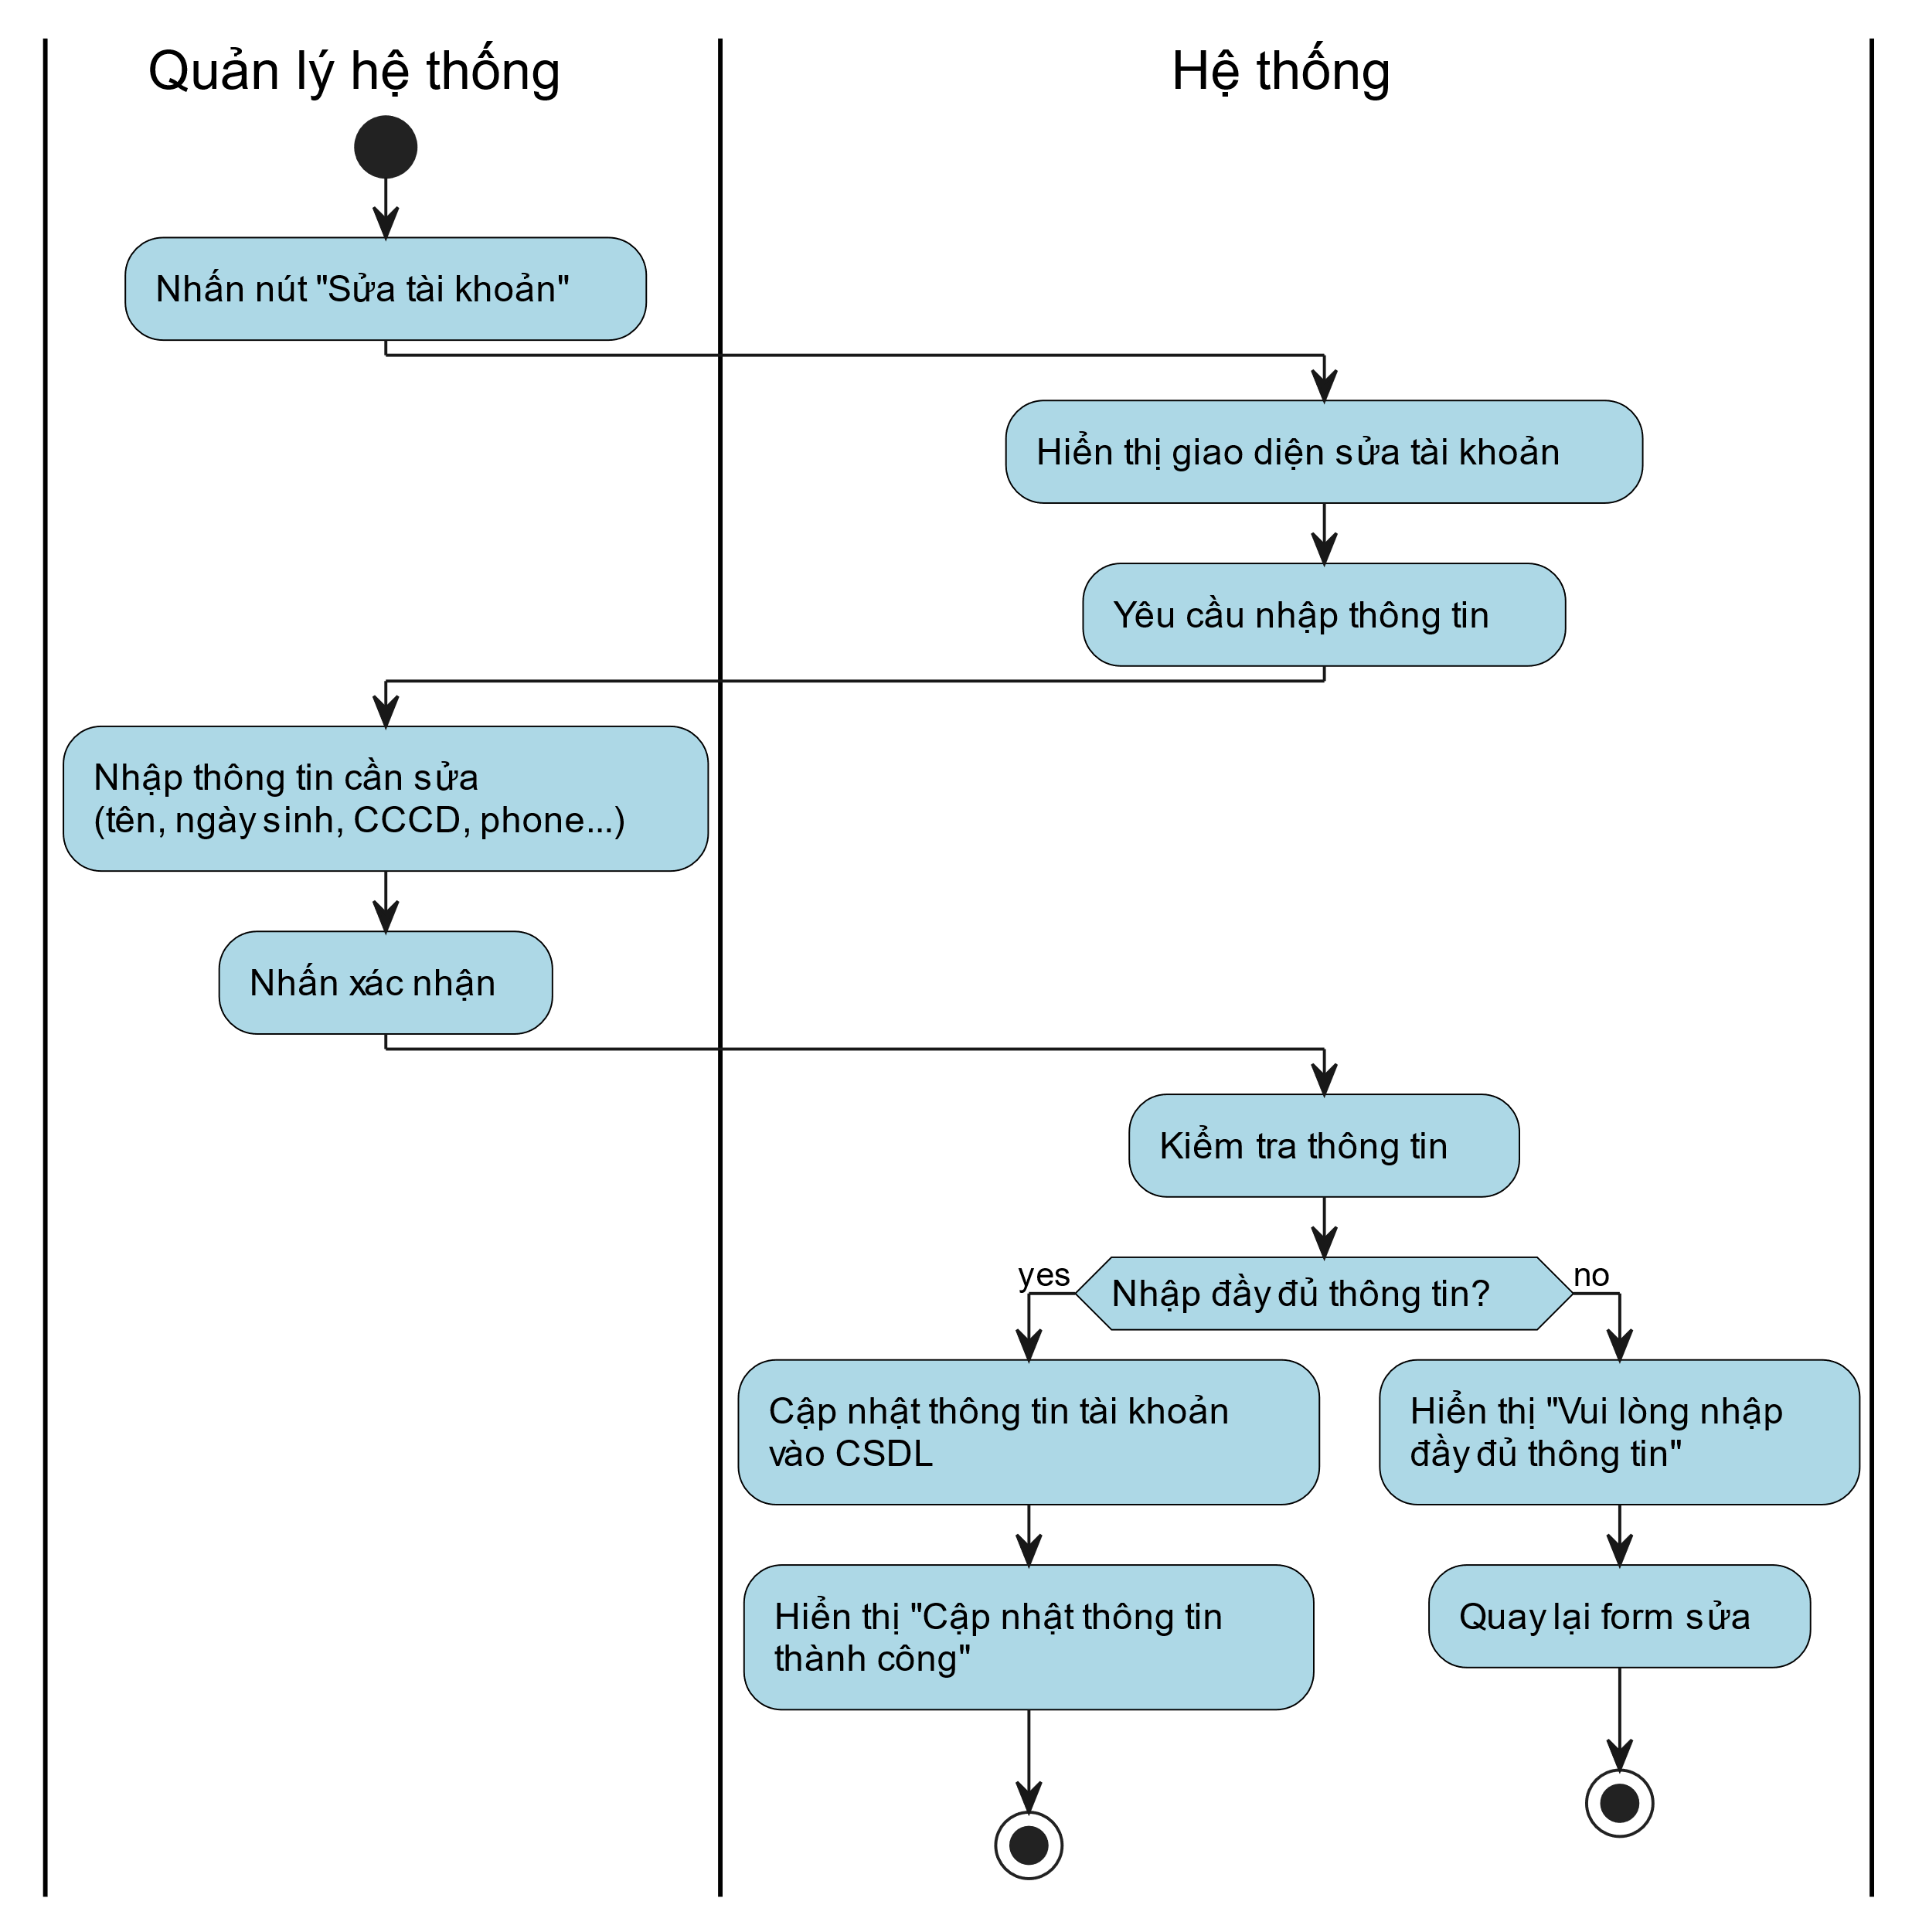 Quản lý hệ thống
Hệ thống
Nhấn nút "Sửa tài khoản"
Hiển thị giao diện sửa tài khoản
Yêu cầu nhập thông tin
Nhập thông tin cần sửa
(tên, ngày sinh, CCCD, phone...)
Nhấn xác nhận
Kiểm tra thông tin
yes
Nhập đầy đủ thông tin?
no
Cập nhật thông tin tài khoản
vào CSDL
Hiển thị "Vui lòng nhập
đầy đủ thông tin"
Hiển thị "Cập nhật thông tin
thành công"
Quay lại form sửa